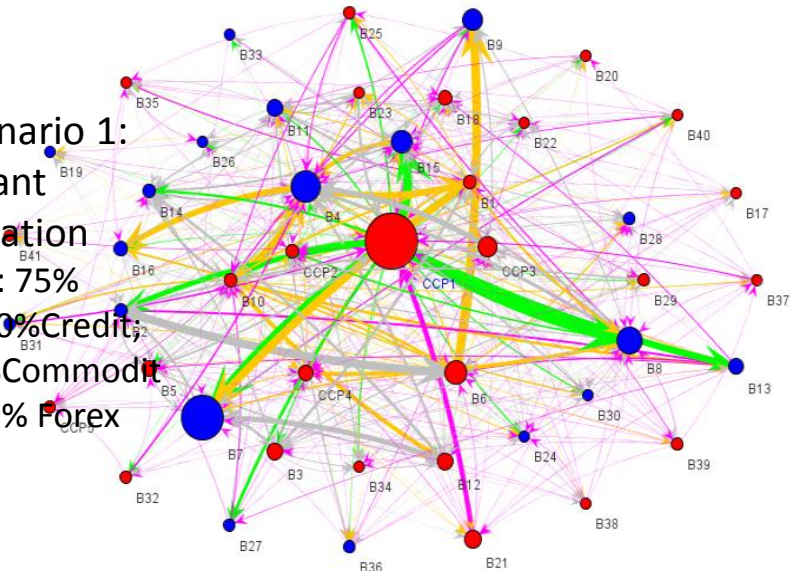 B25
B9
B33
B20
B35
B23
B18
B11
B40
B22
nario 1:
B26
B15
B19
ant
B14
B1
B17
B4
B28
ation
B41
B16
CCP2
CCP3
: 75%
B10
CCP1
B29
B37
0%Credit;
B2
B31
B8
Commodit
B5
CCP4
B6
B13
% Forex
CCP5
B30
B7
B24
B3
B34
B12
B39
B32
B38
B27
B36
B21